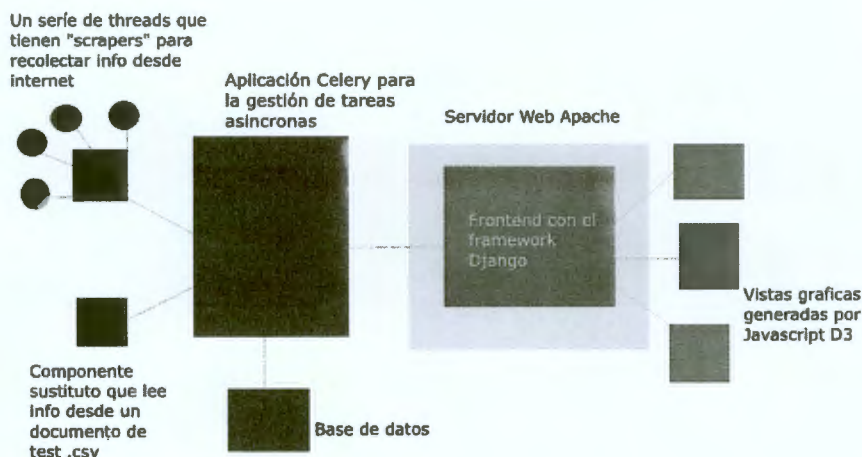 Un serie de threads que
tienen "scrapers" para
recolectar info desde
internet
Aplicación Celery para
la gestión de tareas
asincronas
Servidor Web Apache
Frontend con el
framework
Django
Vistas graficas
generadas por
Javascript D3
Componente
sustituto que lee
info desde un
documento de
test .csv
Base de datos